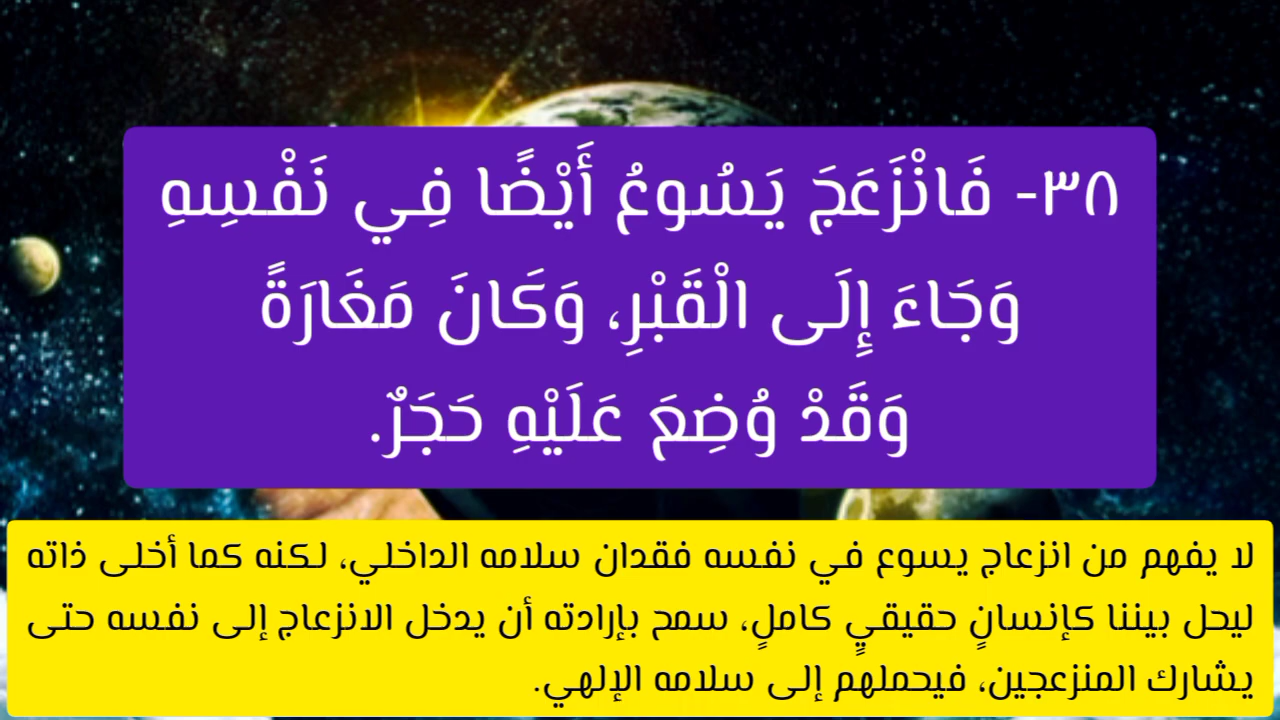 ٣٨- فَانْزَعَجَ يَسُوعُ أَيْضًا فِي نَفْسِهِ
وَجَاءَ إِلَى الْقَبْرِ، وَكَانَ مَغَارَةً
وَقَدْ وُضِعَ عَلَيْهِ حَجَرٌ.
لا يفهم من انزعاج يسوع في نفسه فقدان سلامه الداخلي، لكنه كما أخلى ذاته
ليحل بيننا كإنسانٍ حقيقيٍ كاملٍ، سمح بإرادته أن يدخل الانزعاج إلى نفسه حتى
يشارك المنزعجين، فيحملهم إلى سلامه الإلهي.